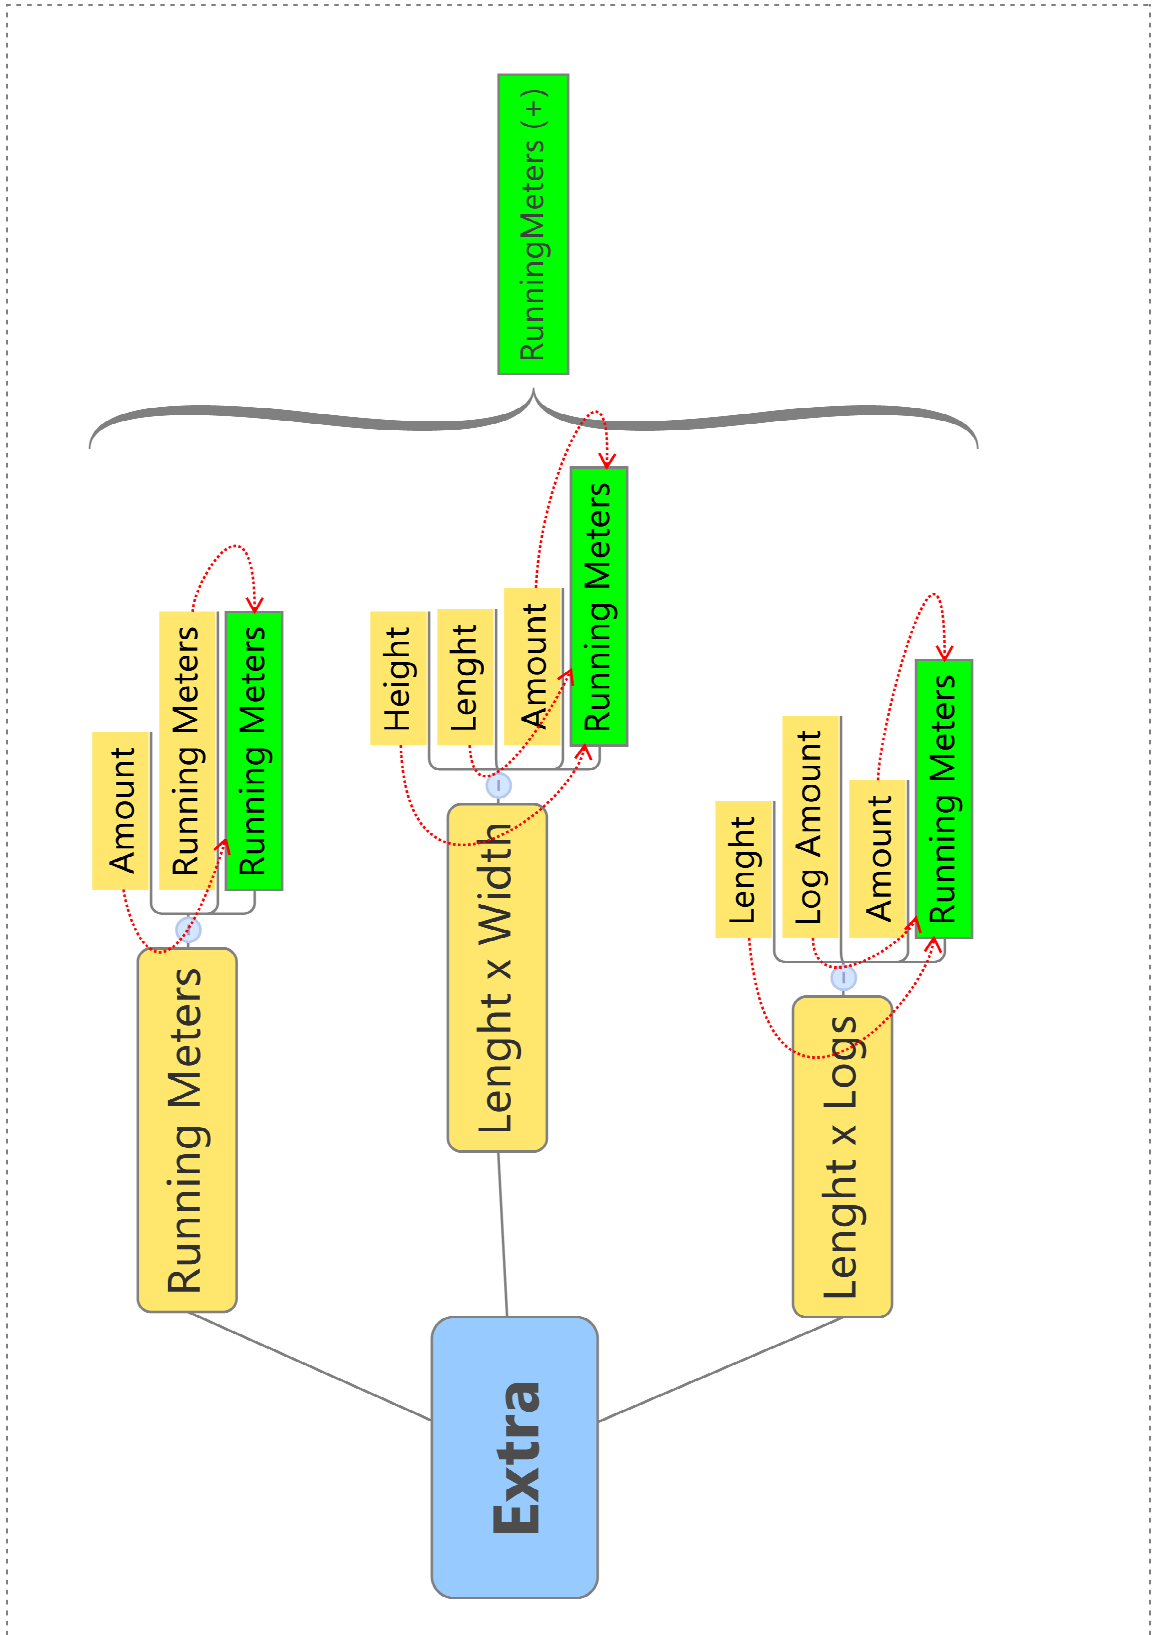 Extra
Running Meters
Amount
Running Meters
Running Meters
Lenght x Width
Height
Lenght
Amount
Running Meters
Lenght x Logs
Lenght
Log Amount
Amount
Running Meters
RunningMeters (+)